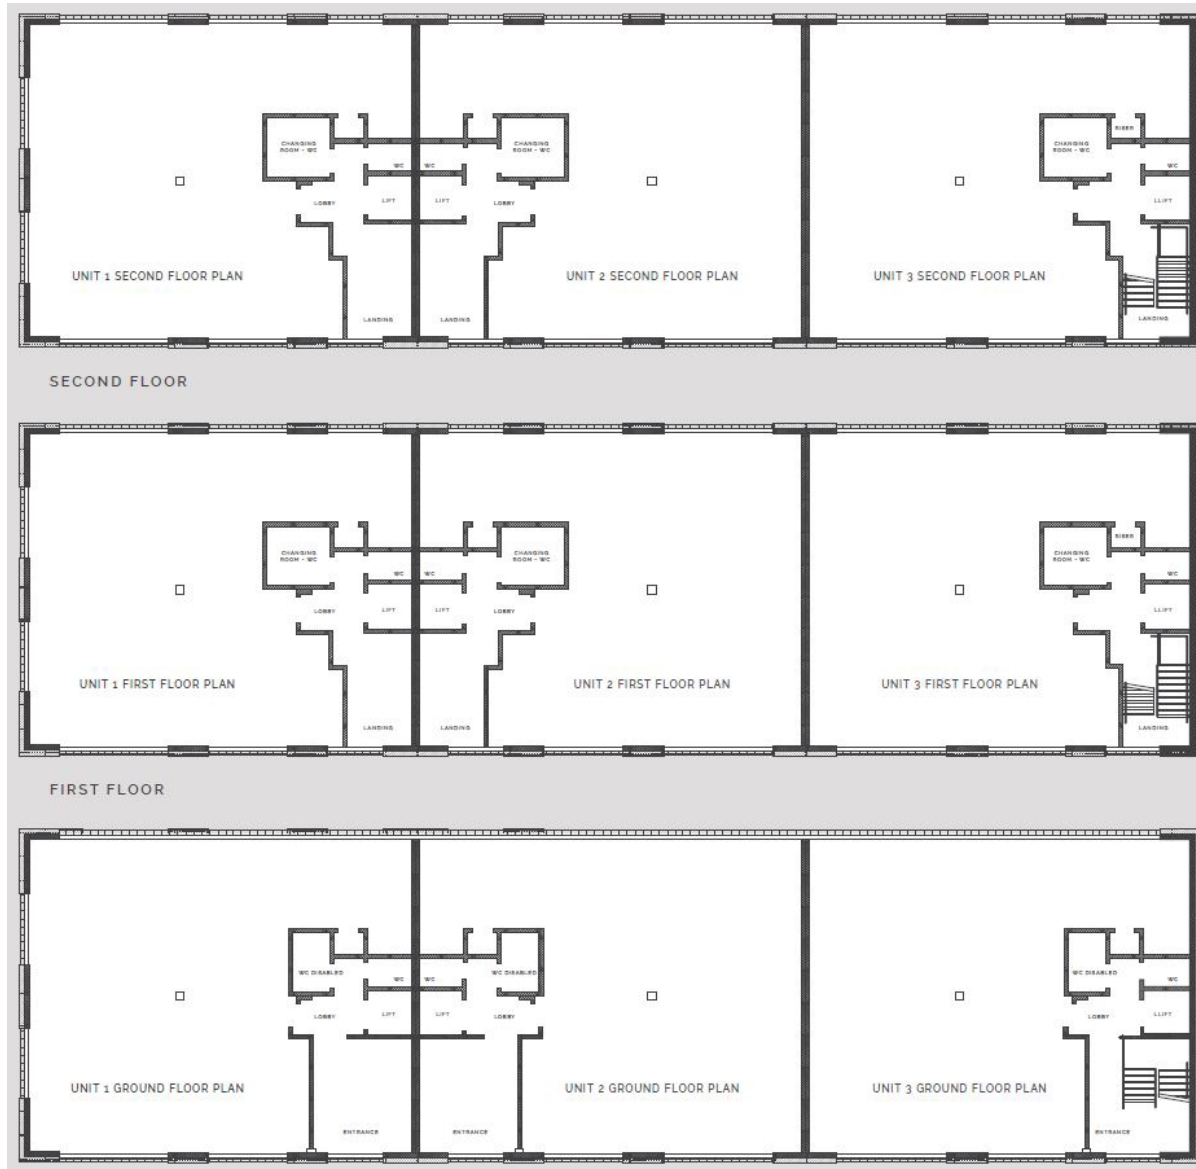 CHANGING
ROOM - WC
WC
LOBBY
LIFT
UNIT 1 SECOND FLOOR PLAN
LANDING
CHANGING
ROOM - WC
WC
LIFT
LOBBY
UNIT 2 SECOND FLOOR PLAN
LANDING
CHANGING
ROOM - WC
RISER
WC
LLIFT
UNIT 3 SECOND FLOOR PLAN
LANDING
SECOND FLOOR
CHANGING
ROOM - WC
WC
LOBBY
LIFT
UNIT 1 FIRST FLOOR PLAN
LANDING
CHANGING
ROOM - WC
WC
LIFT
LOBBY
UNIT 2 FIRST FLOOR PLAN
LANDING
CHANGING
ROOM - WC
RISER
WC
LLIFT
UNIT 3 FIRST FLOOR PLAN
LANDING
FIRST FLOOR
WC DISABLED
WC
LOBBY
LIFT
UNIT 1 GROUND FLOOR PLAN
ENTRANCE
WC DISABLED
WC
LIFT
LOBBY
UNIT 2 GROUND FLOOR PLAN
ENTRANCE
WC DISABLED
WC
LOBBY
LLIFT
UNIT 3 GROUND FLOOR PLAN
ENTRANCE